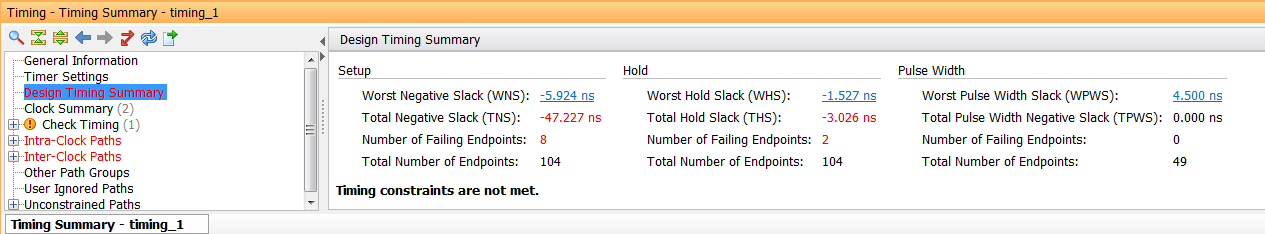 Timing - Timing Summary - timing_1
General Information
Timer Settings
Design Timing Summary
Clock Summary (2)
Check Timing (1)
Intra-Clock Paths
Inter-Clock Paths
Other Path Groups
User Ignored Paths
Unconstrained Paths
Design Timing Summary
Setup Hold Pulse Width
Worst Negative Slack (WNS): -5.924 ns Worst Hold Slack (WHS): -1.527 ns Worst Pulse Width Slack (WPWS): 4.500 ns
Total Negative Slack (TNS): -47.227 ns Total Hold Slack (THS): -3.026 ns Total Pulse Width Negative Slack (TPWS): 0.000 ns
Number of Failing Endpoints: 8 Number of Failing Endpoints: 2 Number of Failing Endpoints: 0
Total Number of Endpoints: 104 Total Number of Endpoints: 104 Total Number of Endpoints: 49
Timing constraints are not met.
Timing Summary - timing_1